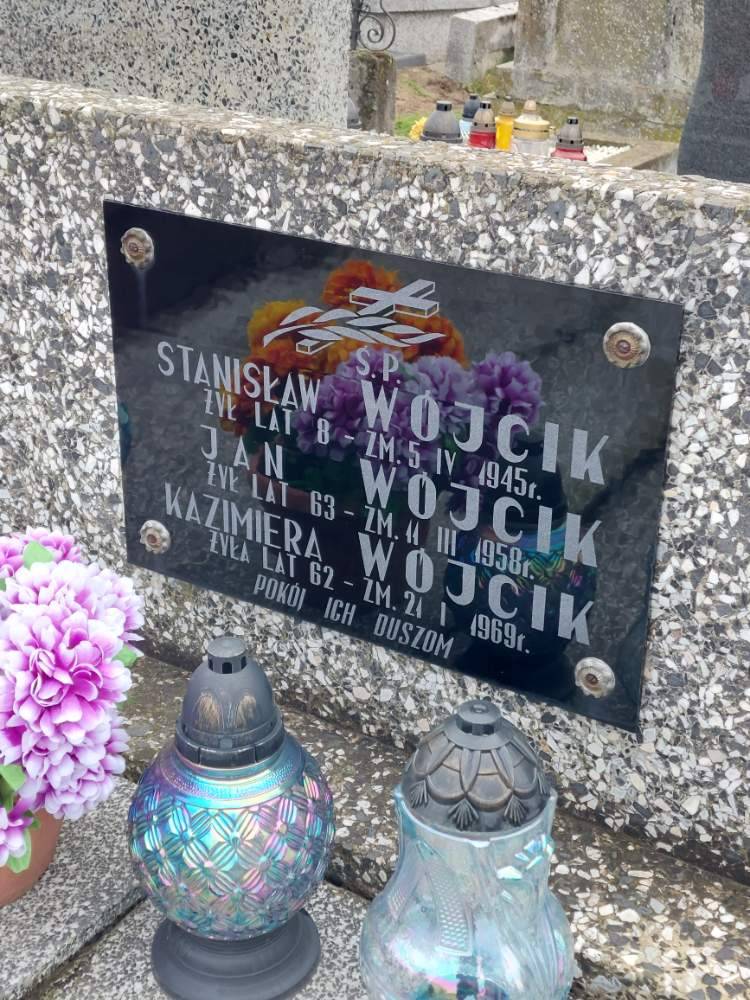 Ś.P.
STANISŁAW WÓJCIK
ŻYŁ LAT 8 - ZM. 5 IV 1945r.
JAN WÓJCIK
ŻYŁ LAT 63 - ZM. 11 III 1958r.
KAZIMIERA WÓJCIK
ŻYŁA LAT 62 - ZM. 21 I 1969r.
POKÓJ ICH DUSZOM